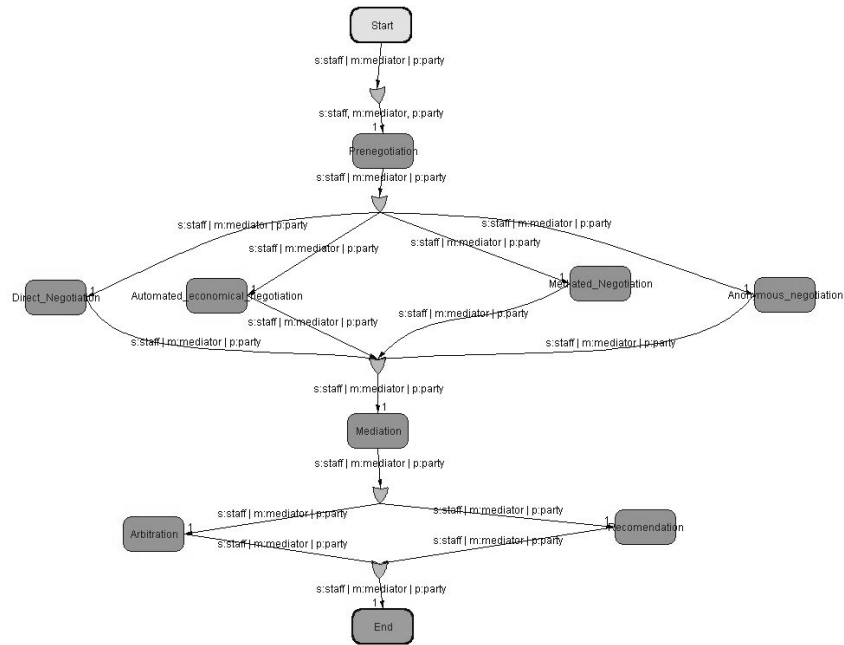 Start
s:staff | m:mediator | p:party
s:staff, m:mediator, p:party
1
Prenegotiation
s:staff | m:mediator | p:party
s:staff | m:mediator | p:party
s:staff | m:mediator | p:party
s:staff | m:mediator | p:party
s:staff | m:mediator | p:party
1
Direct_Negotiation
1
Automated_economical_negotiation
1
Mediated_Negotiation
1
Anonymous_negotiation
s:staff | m:mediator | p:party
s:staff | m:mediator | p:party
s:staff | m:mediator | p:party
s:staff | m:mediator | p:party
s:staff | m:mediator | p:party
1
Mediation
s:staff | m:mediator | p:party
s:staff | m:mediator | p:party
s:staff | m:mediator | p:party
1
Arbitration
1
Recomendation
s:staff | m:mediator | p:party
s:staff | m:mediator | p:party
s:staff | m:mediator | p:party
1
End